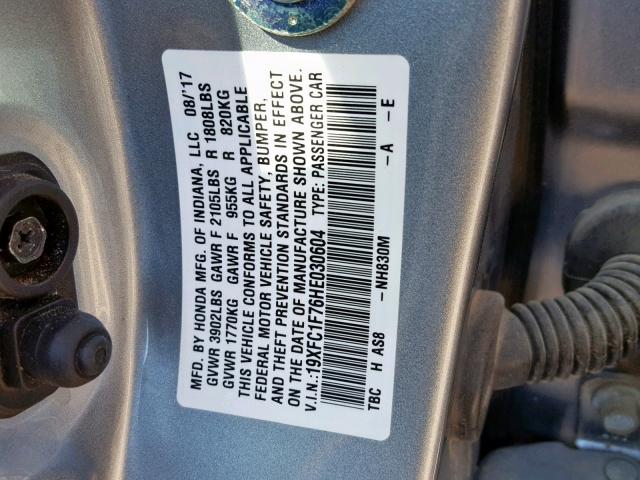 MFD. BY HONDA MFG. OF INDIANA, LLC 08/'17
GVWR 3902LBS GAWR F 2105LBS R 1808LBS
GVWR 1770KG GAWR F 955KG R 820KG
THIS VEHICLE CONFORMS TO ALL APPLICABLE
FEDERAL MOTOR VEHICLE SAFETY, BUMPER,
AND THEFT PREVENTION STANDARDS IN EFFECT
ON THE DATE OF MANUFACTURE SHOWN ABOVE.
V.I.N.:19XFC1F76HE030604 TYPE: PASSENGER CAR
TBC H AS8 -NH830M -A -E